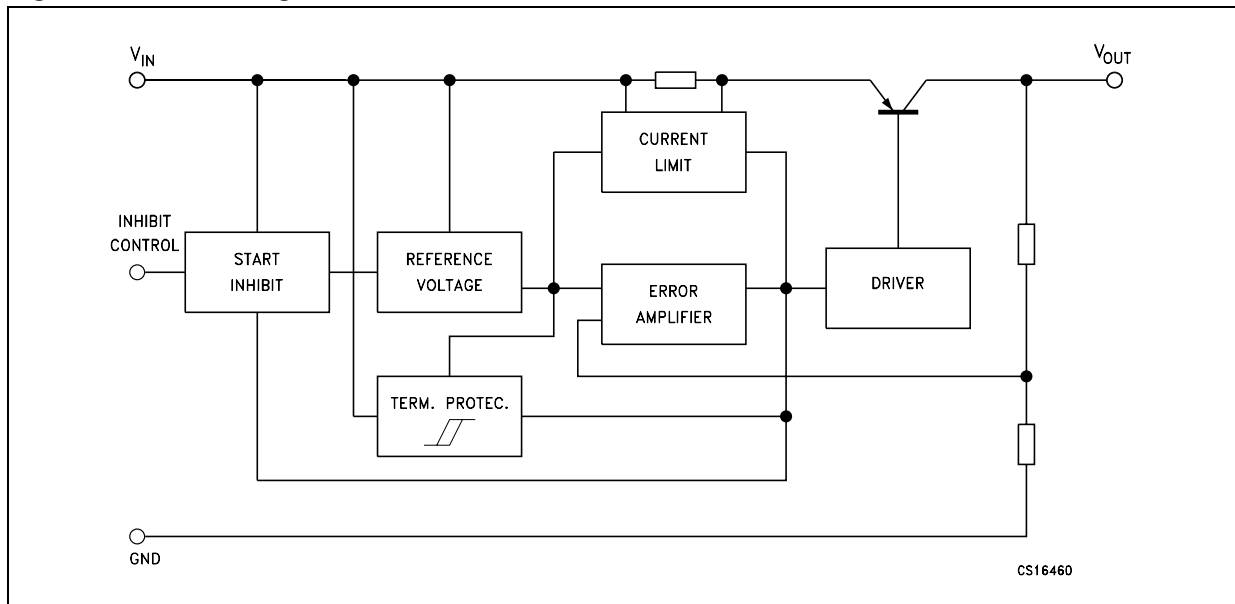 V_IN
V_OUT
CURRENT
LIMIT
INHIBIT
CONTROL
START
INHIBIT
REFERENCE
VOLTAGE
ERROR
AMPLIFIER
DRIVER
TERM. PROTEC.
GND
CS16460